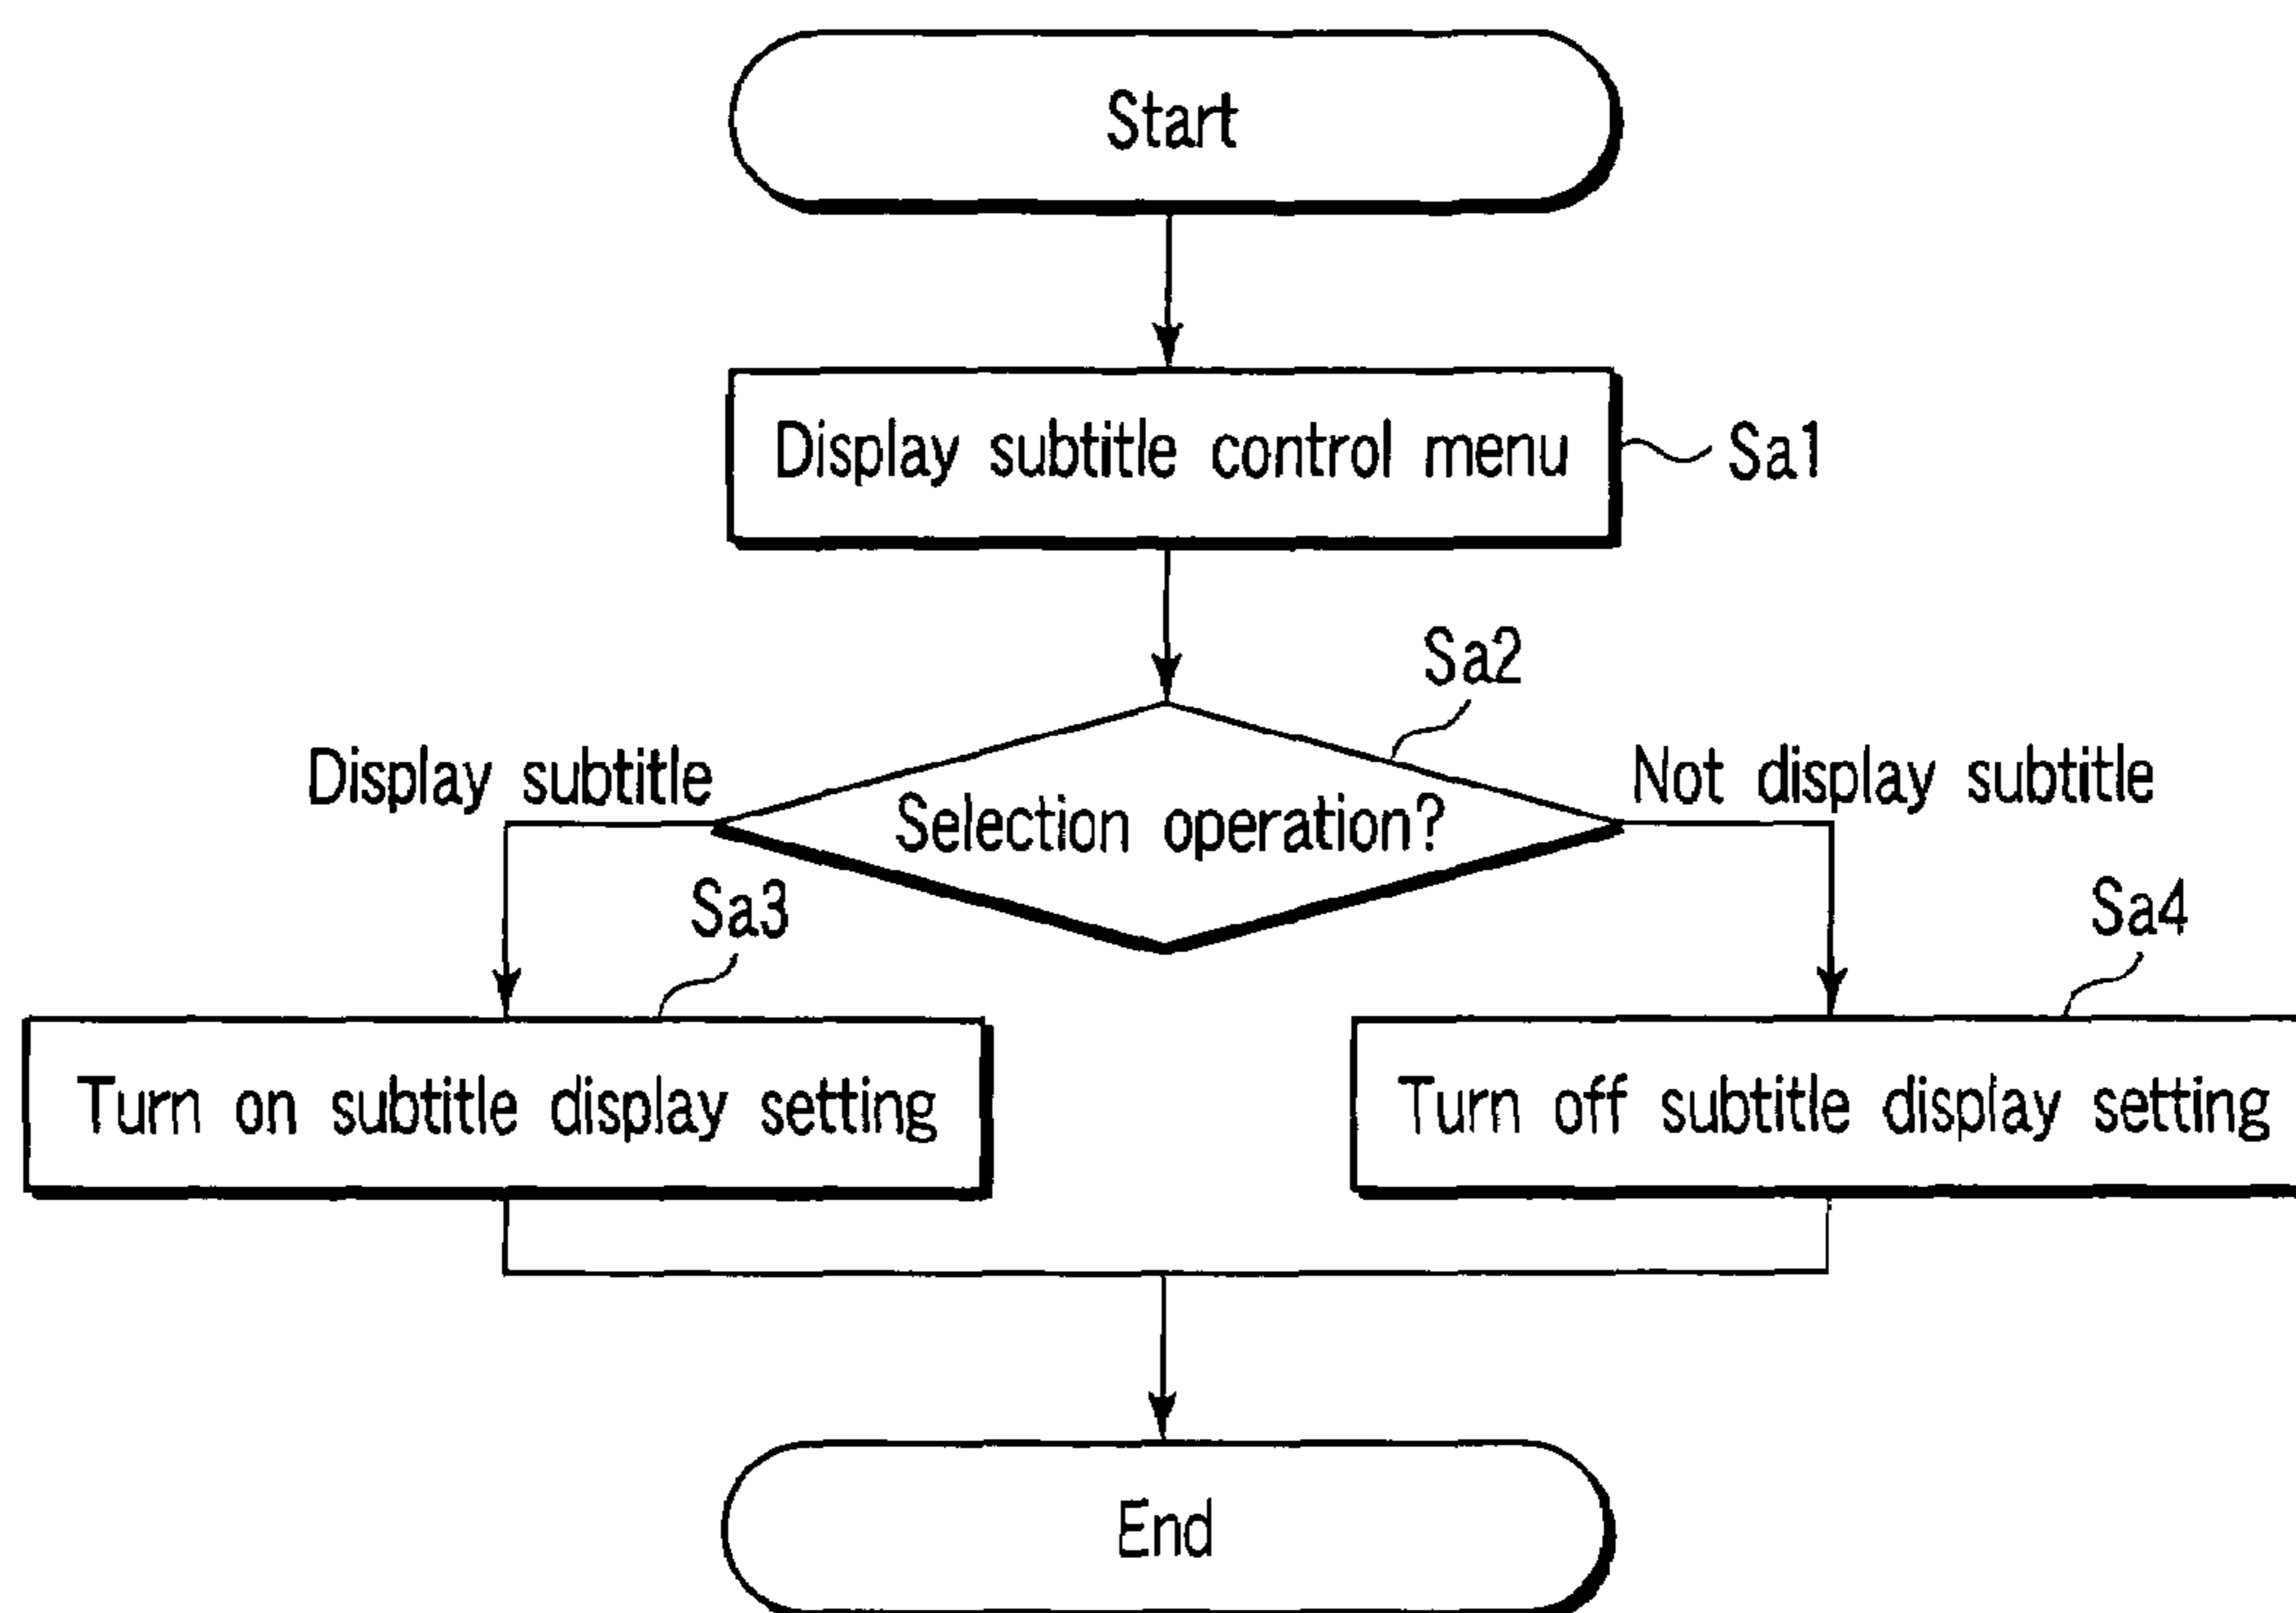 Start
Display subtitle control menu
Sa1
Sa2
Display subtitle
Not display subtitle
Selection operation?
Sa3
Sa4
Turn on subtitle display setting
Turn off subtitle display setting
End